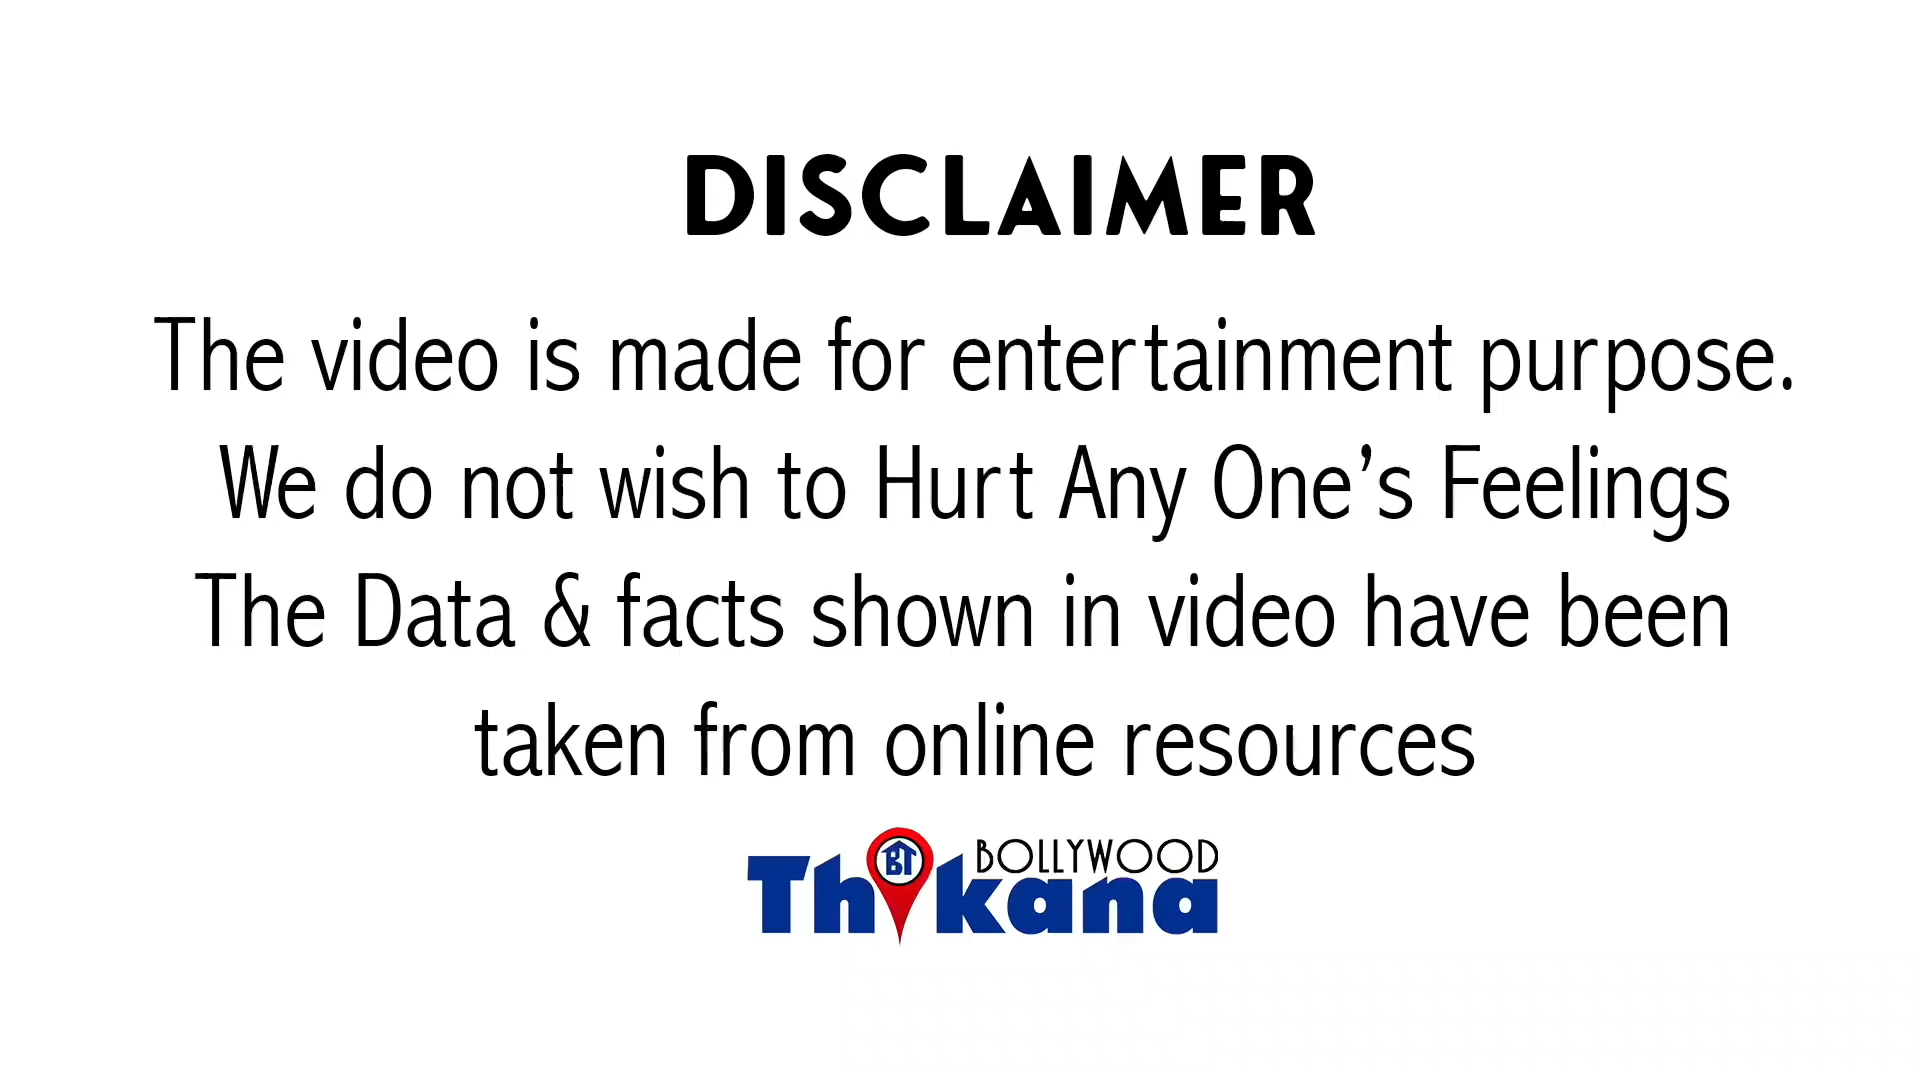 DISCLAIMER
The video is made for entertainment purpose.
We do not wish to Hurt Any One’s Feelings
The Data & facts shown in video have been
taken from online resources
BT
BOLLYWOOD
Thikana